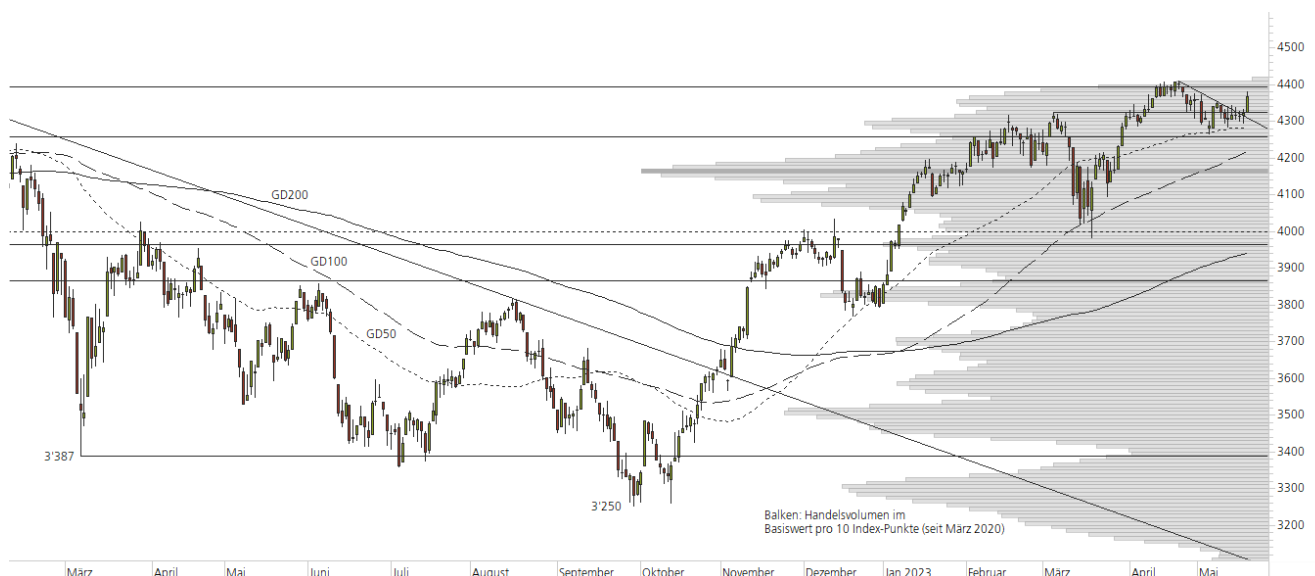 4500
4400
4300
4200
4100
4000
3900
3800
3700
3600
3500
3400
3300
3200
GD200
GD100
GD50
3'387
3'250
Balken: Handelsvolumen im
Basiswert pro 10 Index-Punkte (seit März 2020)
März April Mai Juni Juli August September Oktober November Dezember Jan 2023 Februar März April Mai